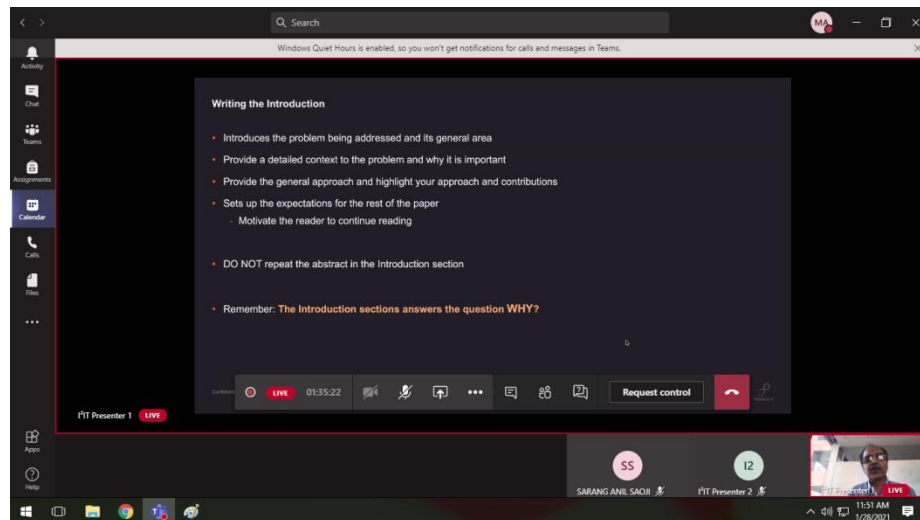 Search
MA
Windows Quiet Hours is enabled, so you won't get notifications for calls and messages in Teams.
Activity
Chat
Teams
Assignments
Calendar
Calls
Files
Writing the Introduction
• Introduces the problem being addressed and its general area
• Provide a detailed context to the problem and why it is important
• Provide the general approach and highlight your approach and contributions
• Sets up the expectations for the rest of the paper
- Motivate the reader to continue reading
• DO NOT repeat the abstract in the Introduction section
• Remember: The Introduction sections answers the question WHY?
LIVE 01:35:22
Request control
I²IT Presenter 1 LIVE
Apps
Help
SS
SARANG ANIL SAOJI
I2
I²IT Presenter 2
I²IT Presenter 1 LIVE
11:51 AM
1/28/2021